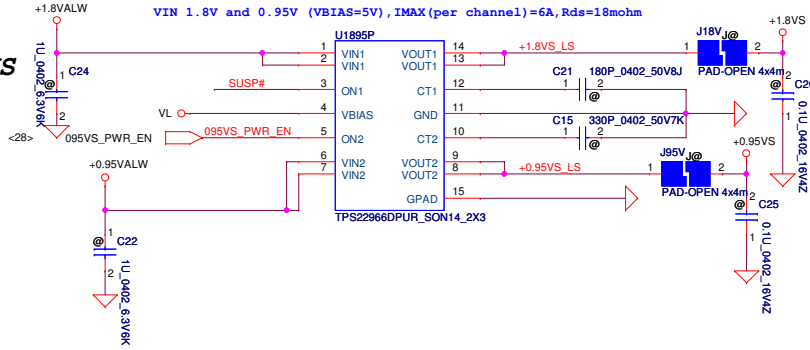 +1.8VALW
VIN 1.8V and 0.95V (VBIAS=5V),IMAX(per channel)=6A,Rds=18mohm
+1.8VS
U1895P
J18V
J@
1 VIN1 VOUT1 14 +1.8VS_LS 1 2
2 VIN1 VOUT1 13
PAD-OPEN 4x4m
C24
1
@
2
1U_0402_6.3V6K
SUSP# 3 ON1 CT1 12
C21 180P_0402_50V8J
1 2
@
VL 4 VBIAS GND 11
C15 330P_0402_50V7K
1 2
@
<28> 095VS_PWR_EN 095VS_PWR_EN 5 ON2 CT2 10
2
@
1
0.1U_0402_16V4Z
+0.95VALW
6 VIN2 VOUT2 9
7 VIN2 VOUT2 8 +0.95VS_LS
J95V
J@
1 2
PAD-OPEN 4x4m
+0.95VS
GPAD 15
TPS22966DPUR_SON14_2X3
@
2
C25
1
0.1U_0402_16V4Z
C22
1
@
2
1U_0402_6.3V6K